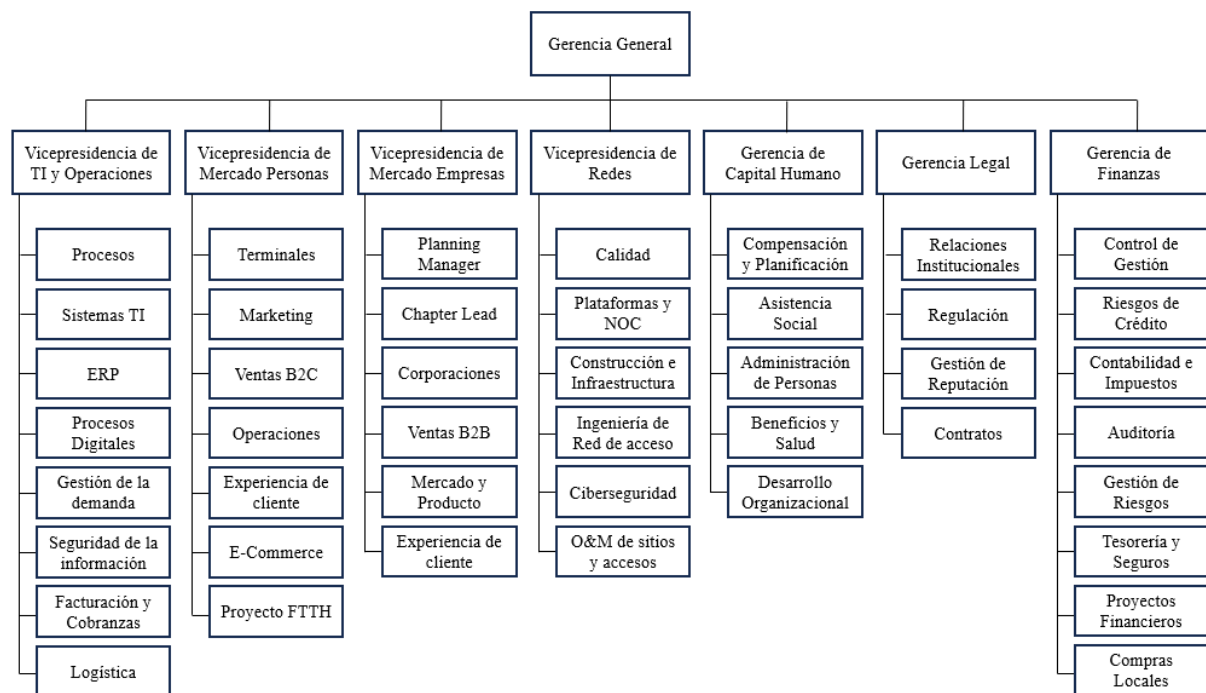 Gerencia General
Vicepresidencia de
TI y Operaciones
Vicepresidencia de
Mercado Personas
Vicepresidencia de
Mercado Empresas
Vicepresidencia de
Redes
Gerencia de
Capital Humano
Gerencia Legal
Gerencia de
Finanzas
Procesos
Sistemas TI
ERP
Procesos
Digitales
Gestión de la
demanda
Seguridad de la
información
Facturación y
Cobranzas
Logística
Terminales
Marketing
Ventas B2C
Operaciones
Experiencia de
cliente
E-Commerce
Proyecto FTTH
Planning
Manager
Chapter Lead
Corporaciones
Ventas B2B
Mercado y
Producto
Experiencia de
cliente
Calidad
Plataformas y
NOC
Construcción e
Infraestructura
Ingeniería de
Red de acceso
Ciberseguridad
O&M de sitios
y accesos
Compensación
y Planificación
Asistencia
Social
Administración
de Personas
Beneficios y
Salud
Desarrollo
Organizacional
Relaciones
Institucionales
Regulación
Gestión de
Reputación
Contratos
Control de
Gestión
Riesgos de
Crédito
Contabilidad e
Impuestos
Auditoría
Gestión de
Riesgos
Tesorería y
Seguros
Proyectos
Financieros
Compras
Locales